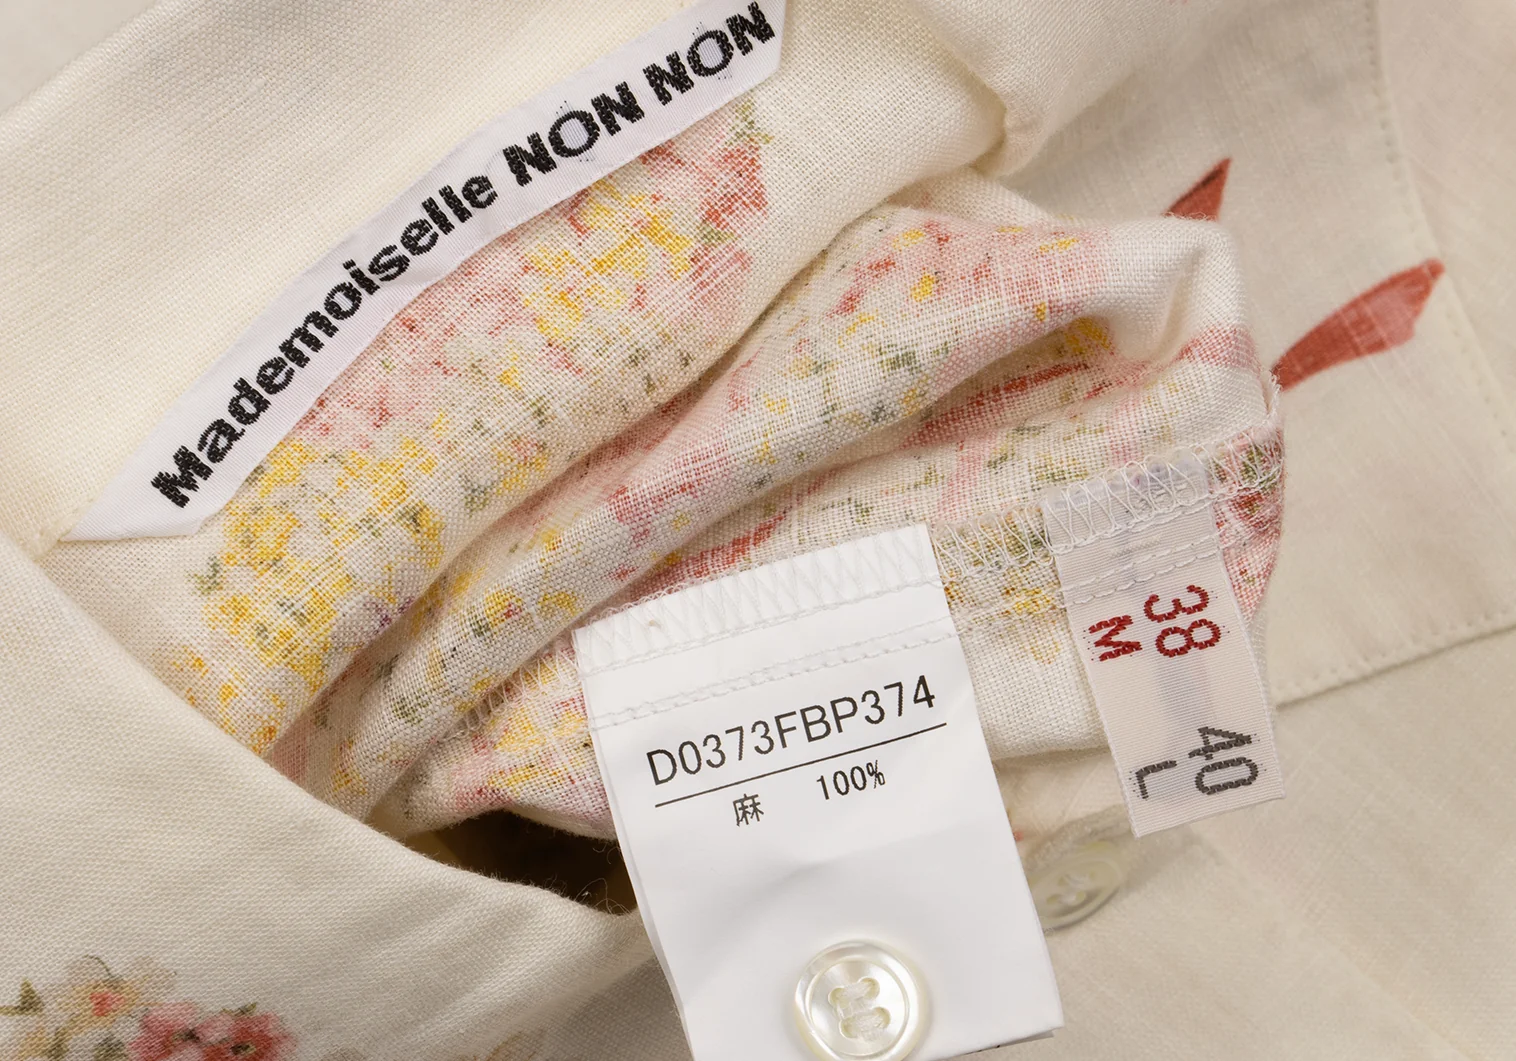 Mademoiselle NON NON
D0373FBP374
麻 100%
38
M
40
L